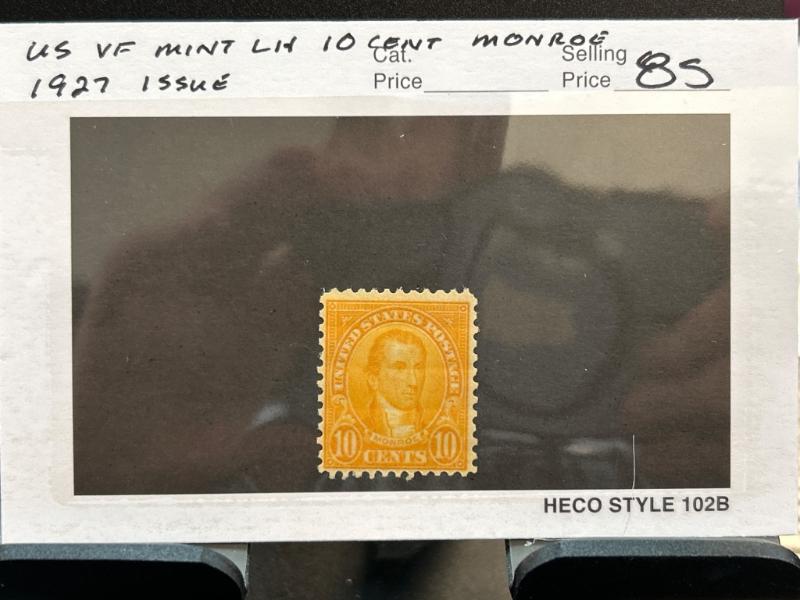 US VF MINT LH 10 CENT MONROE
1927 ISSUE
Cat.
Price
Selling
Price 85
UNITED STATES POSTAGE
MONROE
10 CENTS 10
HECO STYLE 102B